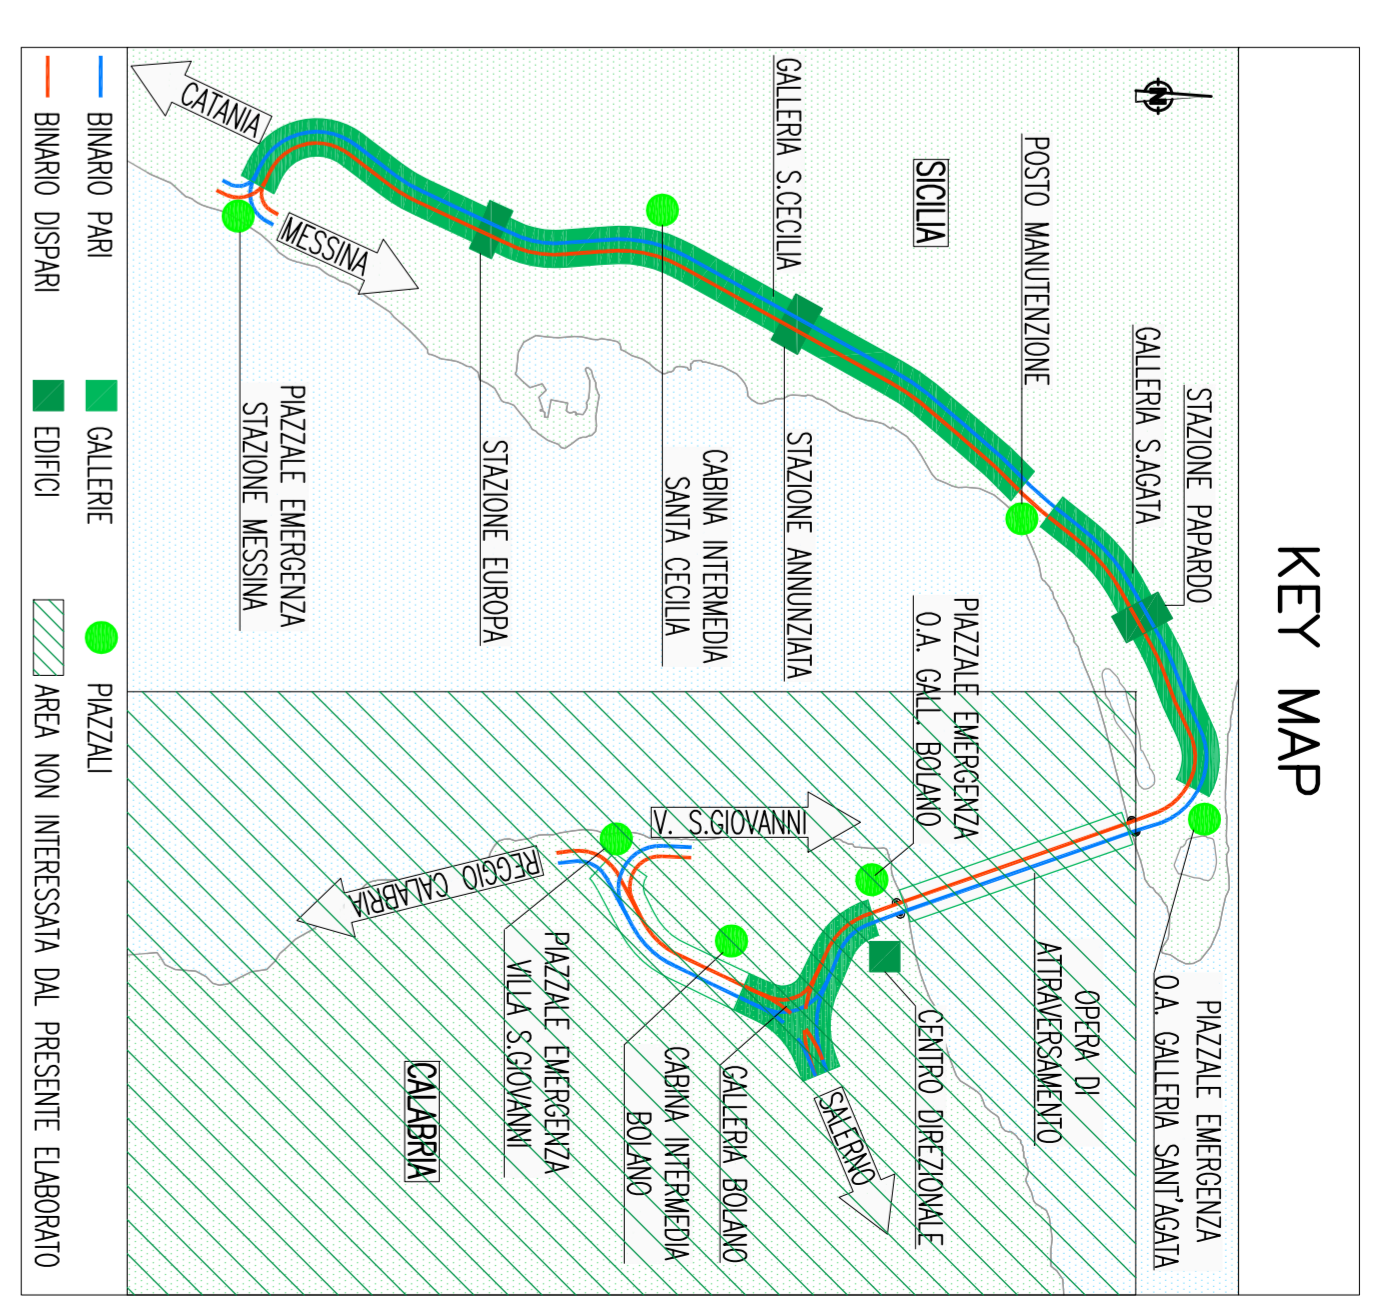 KEY MAP
N
STAZIONE PAPARDO
GALLERIA S.AGATA
POSTO MANUTENZIONE
SICILIA
GALLERIA S.CECILIA
CATANIA
MESSINA
PIAZZALE EMERGENZA
STAZIONE MESSINA
STAZIONE EUROPA
CABINA INTERMEDIA
SANTA CECILIA
STAZIONE ANNUNZIATA
PIAZZALE EMERGENZA
O.A. GALL. BOLANO
V. S.GIOVANNI
REGGIO CALABRIA
PIAZZALE EMERGENZA
O.A. GALLERIA SANT'AGATA
OPERA DI
ATTRAVERSAMENTO
CENTRO DIREZIONALE
SALERNO
GALLERIA BOLANO
CABINA INTERMEDIA
BOLANO
PIAZZALE EMERGENZA
VILLA S.GIOVANNI
CALABRIA
BINARIO PARI
GALLERIE
PIAZZALI
BINARIO DISPARI
EDIFICI
AREA NON INTERESSATA DAL PRESENTE ELABORATO